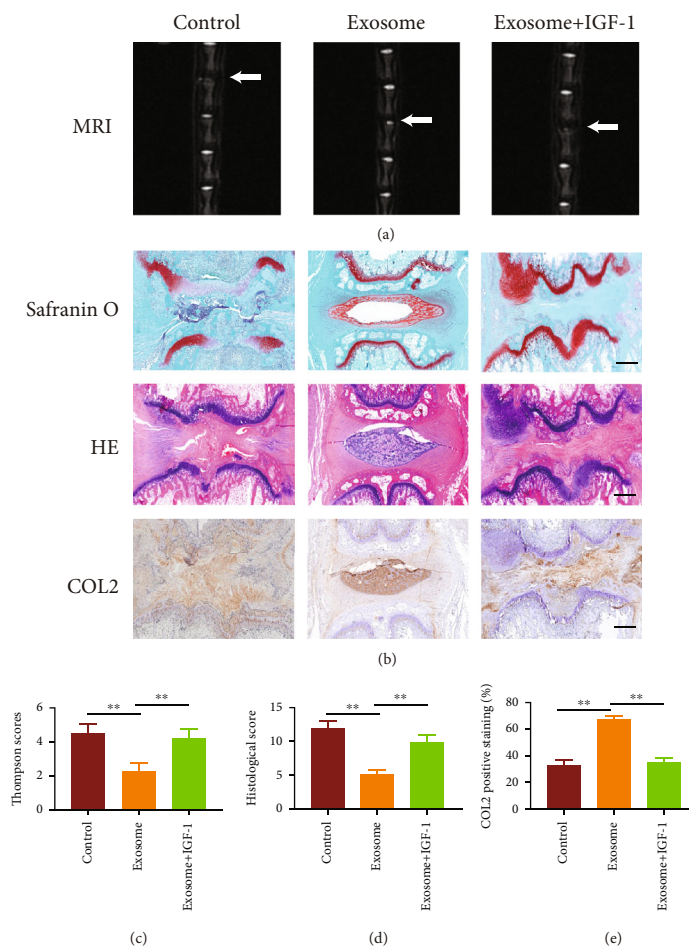 Control
Exosome
Exosome+IGF-1
MRI
(a)
Safranin O
HE
COL2
(b)
Thompson scores
6
4
2
0
**
**
Control
Exosome
Exosome+IGF-1
(c)
Histological score
15
10
5
0
**
**
Control
Exosome
Exosome+IGF-1
(d)
COL2 positive staining (%)
80
60
40
20
0
**
**
Control
Exosome
Exosome+IGF-1
(e)